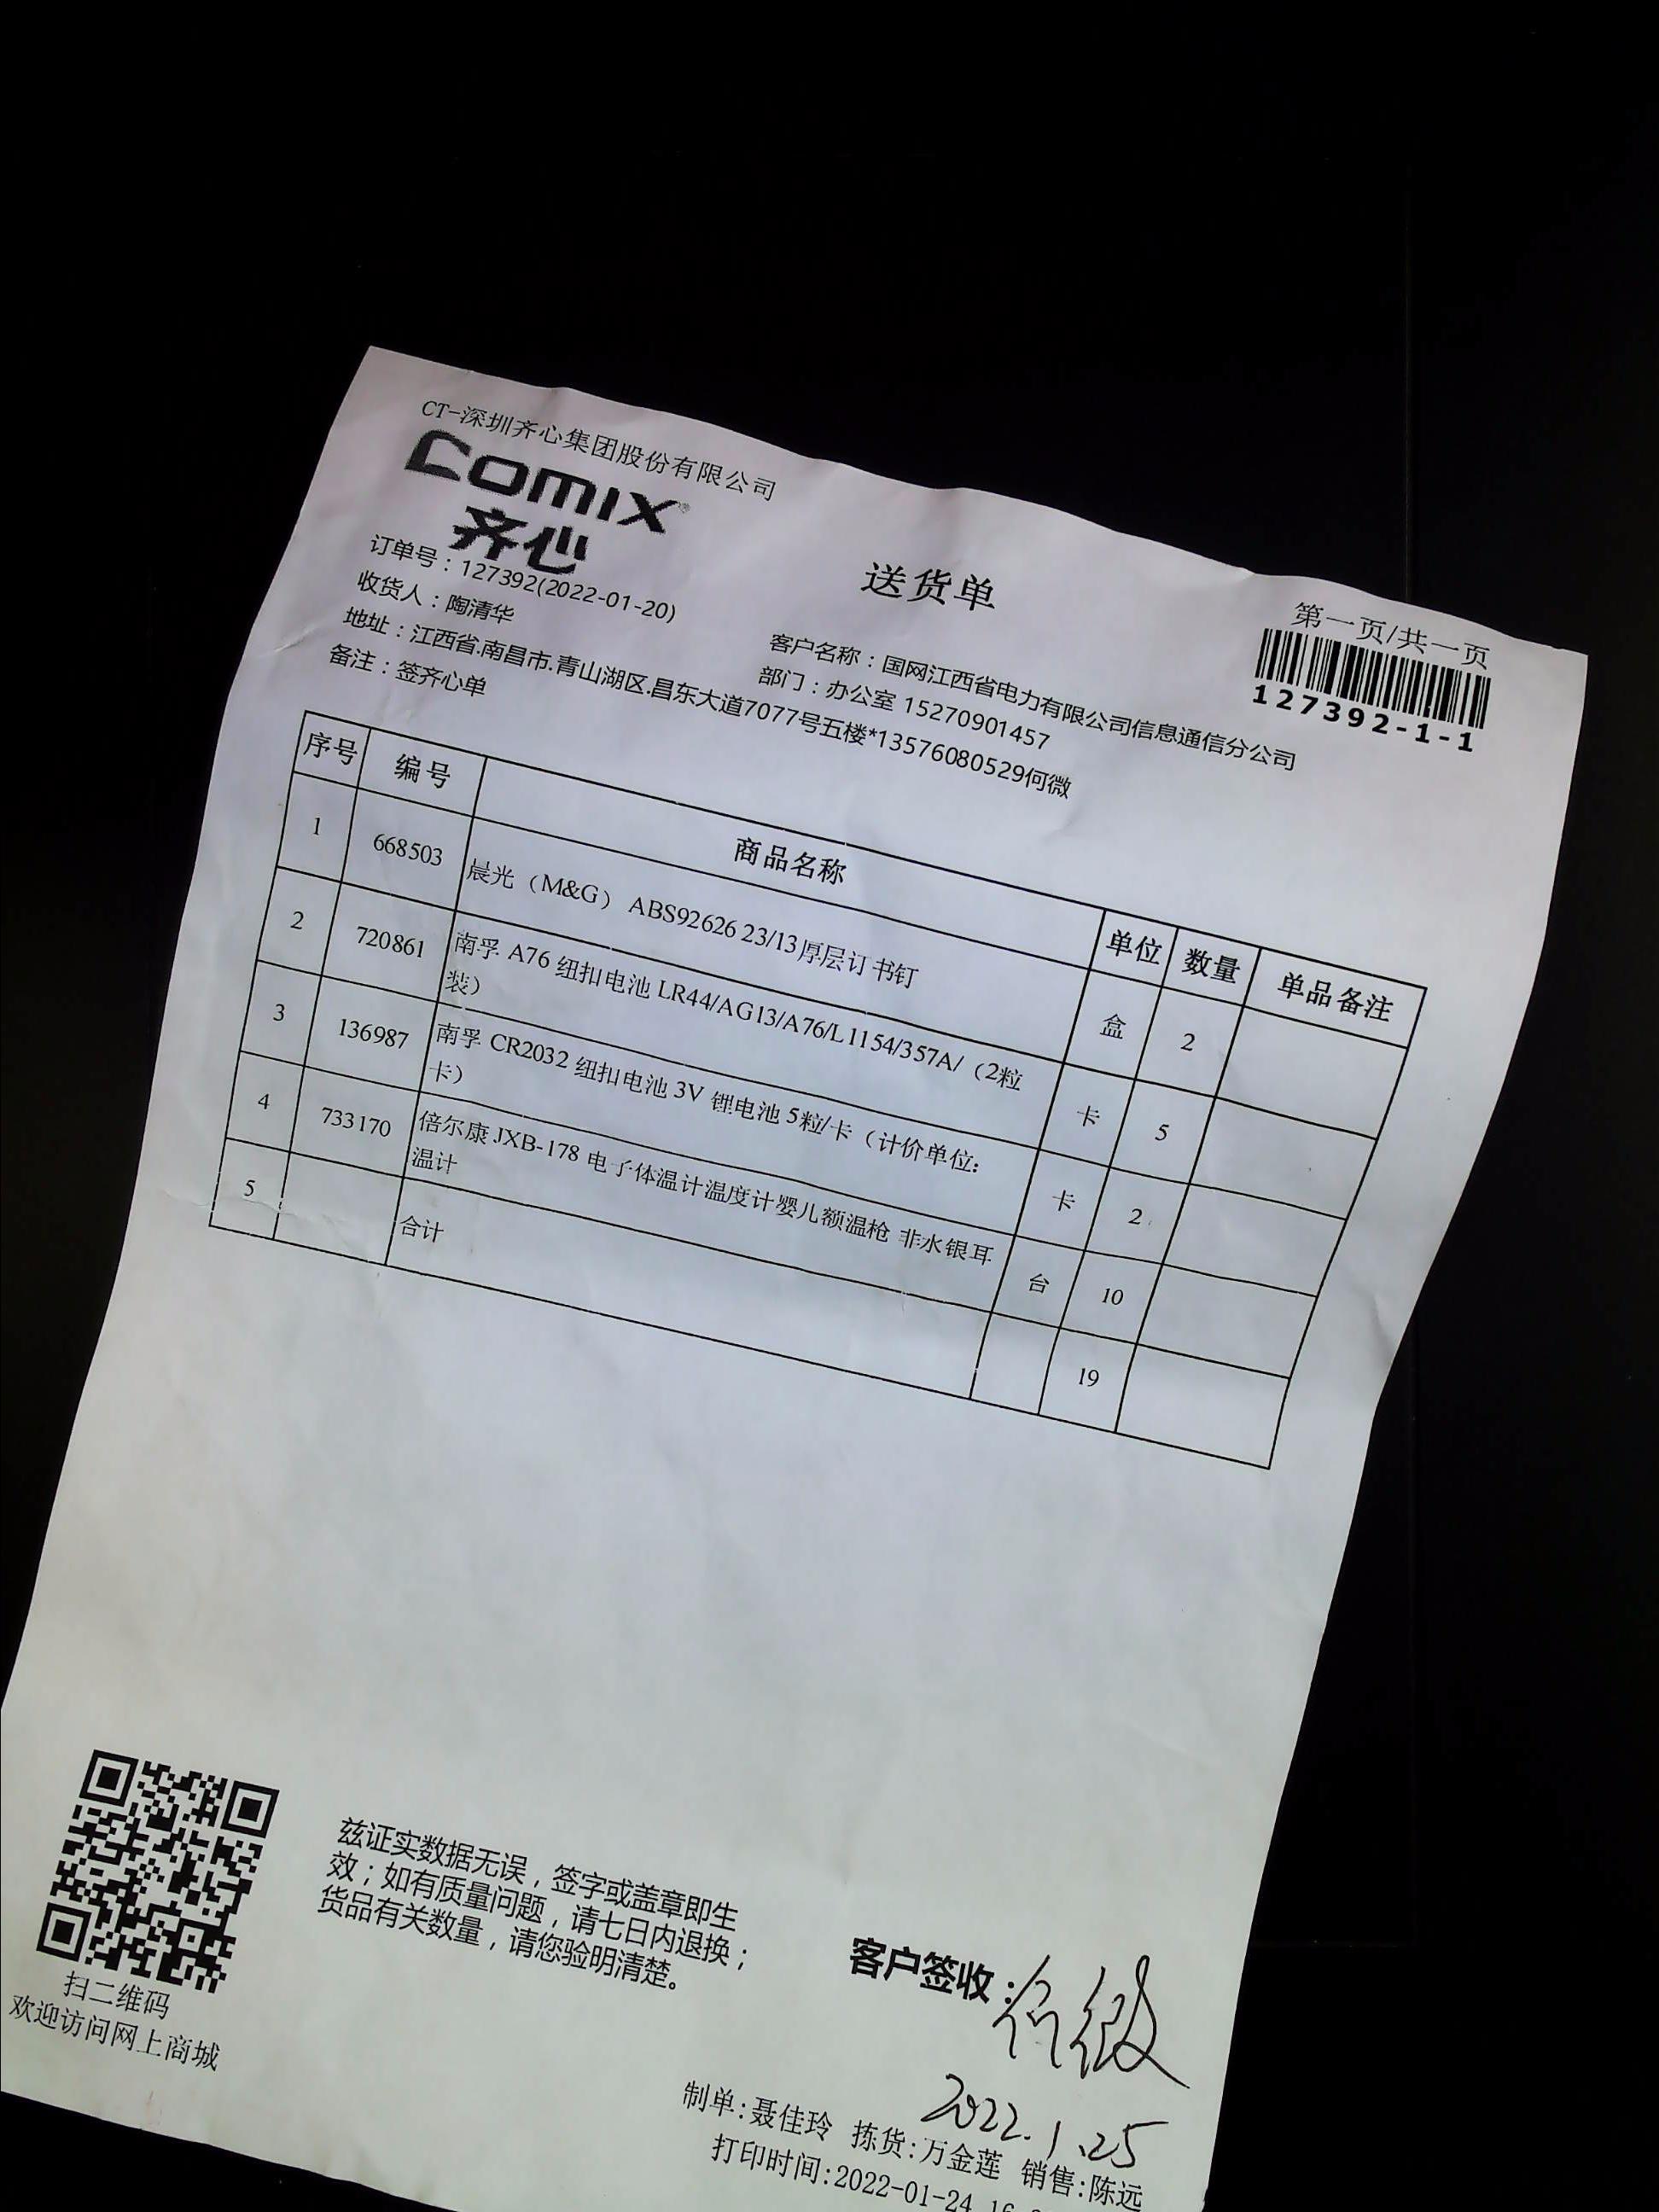 CT-深圳齐心集团股份有限公司
comix®
齐心
送货单
第一页/共一页
127392-1-1
订单号：127392(2022-01-20)
客户名称：国网江西省电力有限公司信息通信分公司
收货人：陶清华
部门：办公室 15270901457
地址：江西省.南昌市.青山湖区.昌东大道7077号五楼*13576080529何微
备注：签齐心单
序号 编号 商品名称 单位 数量 单品备注
1 668503 晨光（M&G） ABS92626 23/13厚层订书钉 盒 2
2 720861 南孚 A76 纽扣电池 LR44/AG13/A76/L1154/357A/（2粒
装） 卡 5
3 136987 南孚 CR2032 纽扣电池 3V 锂电池 5粒/卡（计价单位:
卡） 卡 2
4 733170 倍尔康 JXB-178 电子体温计温度计婴儿额温枪 非水银耳
温计 台 10
5 合计 19
兹证实数据无误，签字或盖章即生
效；如有质量问题，请七日内退换；
货品有关数量，请您验明清楚。
扫二维码
欢迎访问网上商城
客户签收：何微
2022.1.25
制单:聂佳玲 拣货:万金莲 销售:陈远
打印时间:2022-01-24